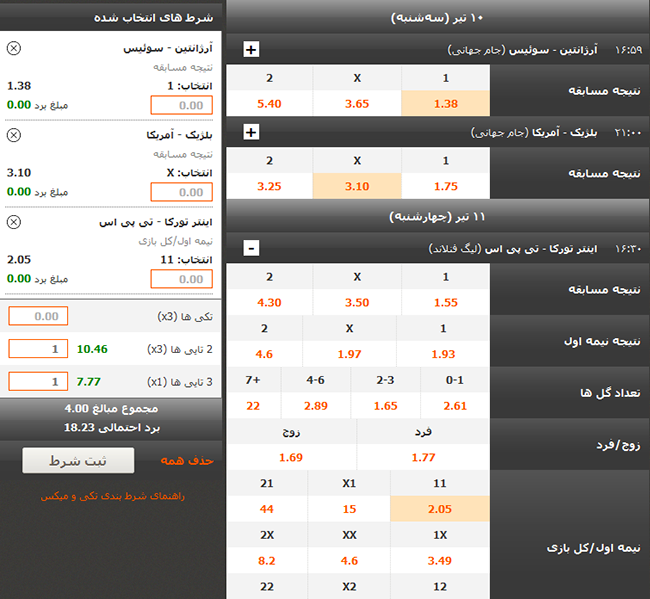 ۱۰ تیر (سه‌شنبه)
۱۶:۵۹ آرژانتین - سوئیس (جام جهانی) +
نتیجه مسابقه
1 X 2
1.38 3.65 5.40
۲۱:۰۰ بلژیک - آمریکا (جام جهانی) +
نتیجه مسابقه
1 X 2
1.75 3.10 3.25
۱۱ تیر (چهارشنبه)
۱۶:۳۰ اینتر تورکا - تی پی اس (لیگ فنلاند) -
نتیجه مسابقه
1 X 2
1.55 3.50 4.30
نتیجه نیمه اول
1 X 2
1.93 1.97 4.6
تعداد گل ها
0-1 2-3 4-6 7+
2.61 1.65 2.89 22
زوج/فرد
فرد زوج
1.77 1.69
نیمه اول/کل بازی
11 X1 21
2.05 15 44
1X XX 2X
3.49 4.6 8.2
12 X2 22
شرط های انتخاب شده
آرژانتین - سوئیس
نتیجه مسابقه
انتخاب: 1 1.38
0.00 مبلغ برد 0.00
بلژیک - آمریکا
نتیجه مسابقه
انتخاب: X 3.10
0.00 مبلغ برد 0.00
اینتر تورکا - تی پی اس
نیمه اول/کل بازی
انتخاب: 11 2.05
0.00 مبلغ برد 0.00
تکی ها (x3) 0.00
2 تایی ها (x3) 10.46 1
3 تایی ها (x1) 7.77 1
مجموع مبالغ 4.00
برد احتمالی 18.23
حذف همه ثبت شرط
راهنمای شرط بندی تکی و میکس